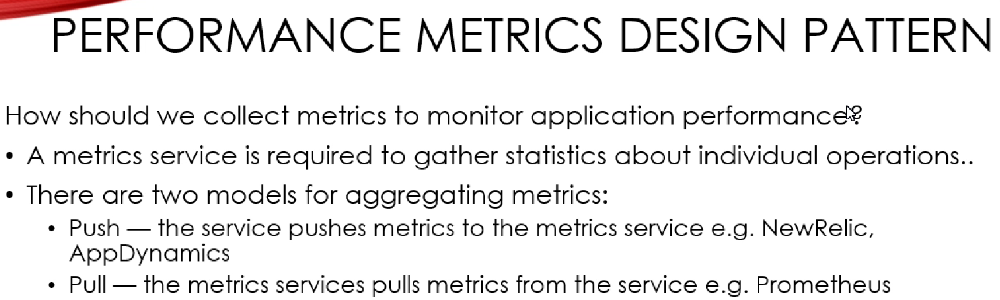 PERFORMANCE METRICS DESIGN PATTERN
How should we collect metrics to monitor application performance?
• A metrics service is required to gather statistics about individual operations..
• There are two models for aggregating metrics:
• Push — the service pushes metrics to the metrics service e.g. NewRelic,
AppDynamics
• Pull — the metrics services pulls metrics from the service e.g. Prometheus